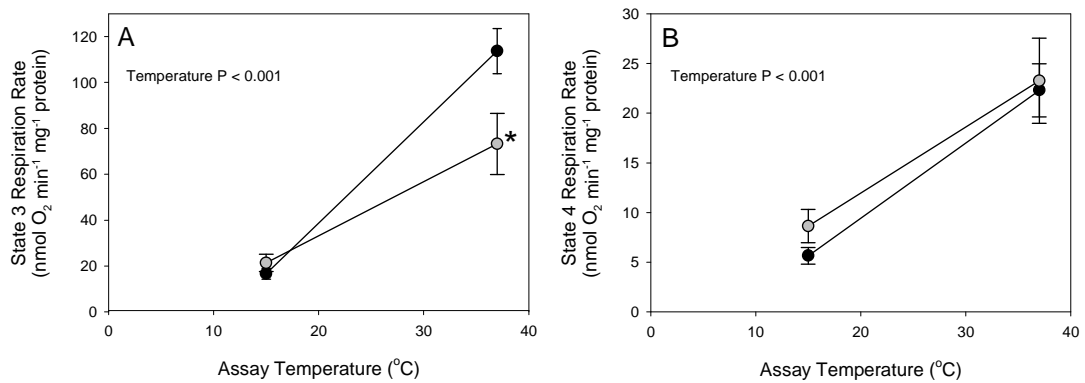 A
Temperature P < 0.001
*
State 3 Respiration Rate
(nmol O₂ min⁻¹ mg⁻¹ protein)
120
100
80
60
40
20
0
0 10 20 30 40
Assay Temperature (°C)
B
Temperature P < 0.001
State 4 Respiration Rate
(nmol O₂ min⁻¹ mg⁻¹ protein)
30
25
20
15
10
5
0
0 10 20 30 40
Assay Temperature (°C)